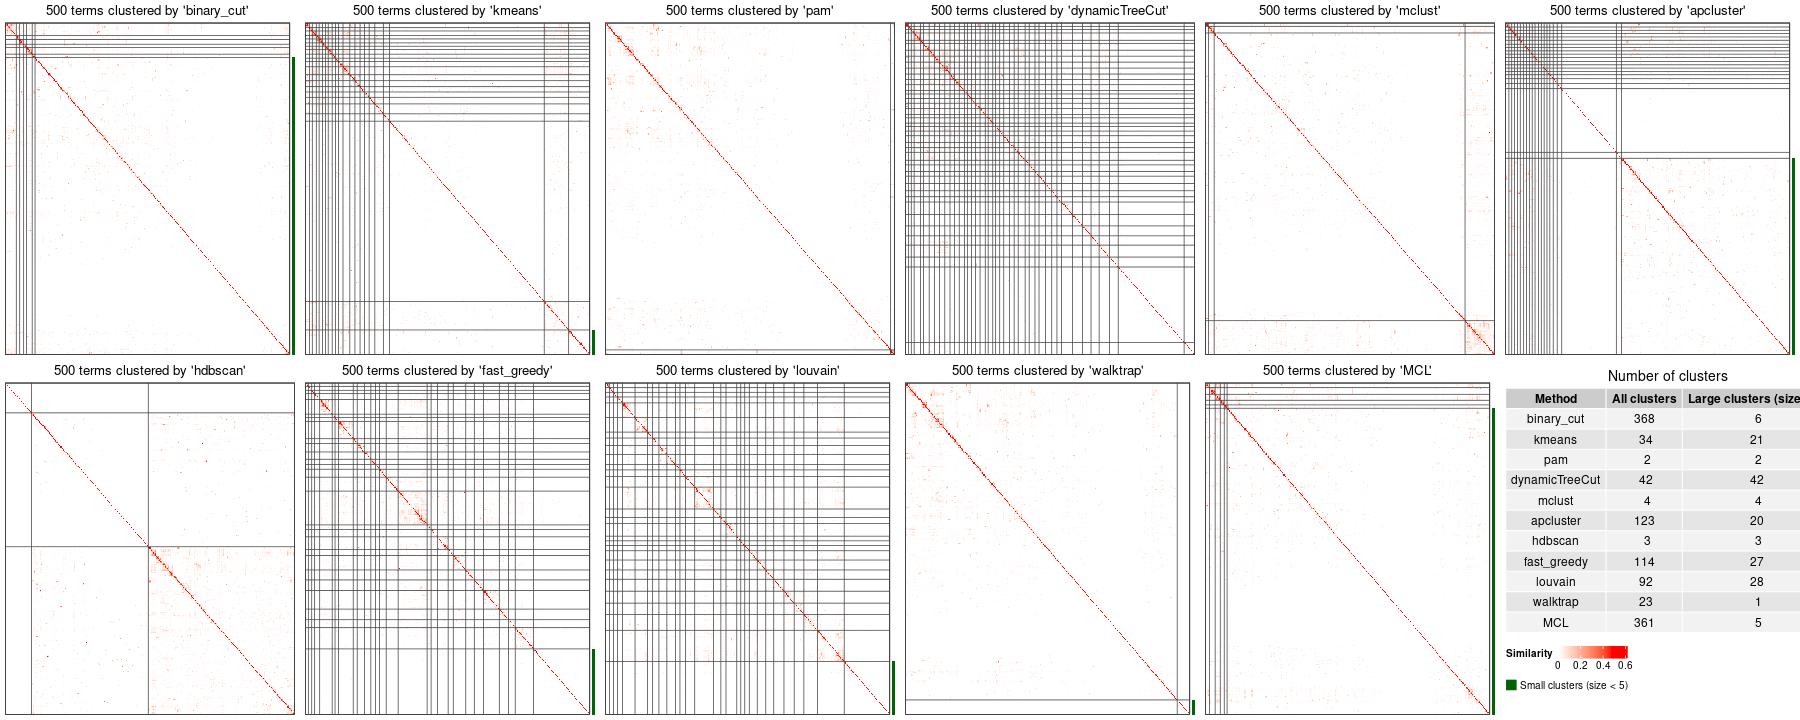 500 terms clustered by 'binary_cut'
500 terms clustered by 'kmeans'
500 terms clustered by 'pam'
500 terms clustered by 'dynamicTreeCut'
500 terms clustered by 'mclust'
500 terms clustered by 'apcluster'
500 terms clustered by 'hdbscan'
500 terms clustered by 'fast_greedy'
500 terms clustered by 'louvain'
500 terms clustered by 'walktrap'
500 terms clustered by 'MCL'
Number of clusters
Method All clusters Large clusters (size
binary_cut 368 6
kmeans 34 21
pam 2 2
dynamicTreeCut 42 42
mclust 4 4
apcluster 123 20
hdbscan 3 3
fast_greedy 114 27
louvain 92 28
walktrap 23 1
MCL 361 5
Similarity
0 0.2 0.4 0.6
Small clusters (size < 5)